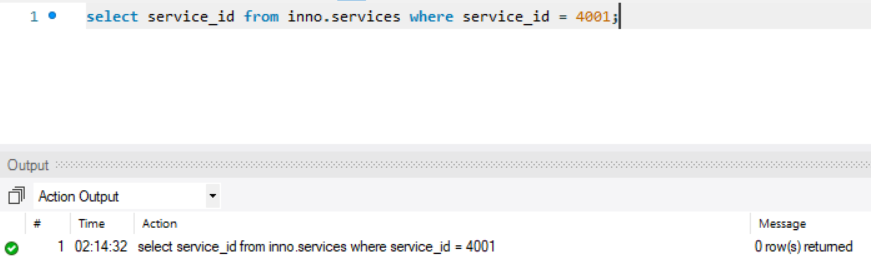 1 select service_id from inno.services where service_id = 4001;
Output
Action Output
# Time Action Message
1 02:14:32 select service_id from inno.services where service_id = 4001 0 row(s) returned